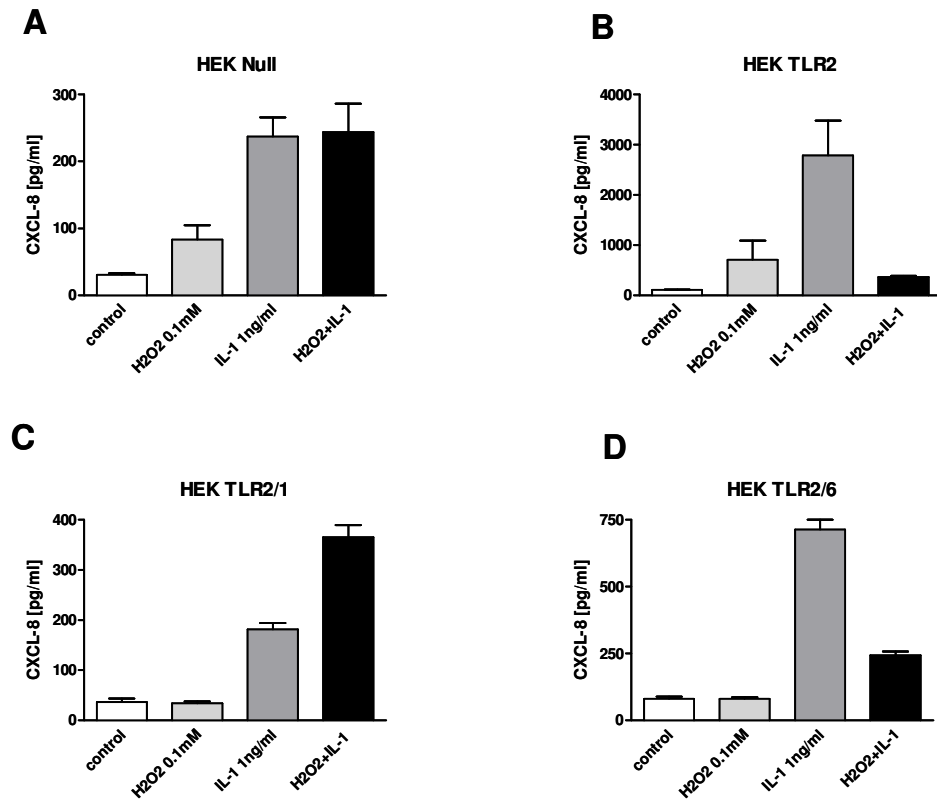 A
HEK Null
CXCL-8 [pg/ml]
300
200
100
0
control
H2O2 0.1mM
IL-1 1ng/ml
H2O2+IL-1
B
HEK TLR2
CXCL-8 [pg/ml]
4000
3000
2000
1000
0
control
H2O2 0.1mM
IL-1 1ng/ml
H2O2+IL-1
C
HEK TLR2/1
CXCL-8 [pg/ml]
400
300
200
100
0
control
H2O2 0.1mM
IL-1 1ng/ml
H2O2+IL-1
D
HEK TLR2/6
CXCL-8 [pg/ml]
750
500
250
0
control
H2O2 0.1mM
IL-1 1ng/ml
H2O2+IL-1